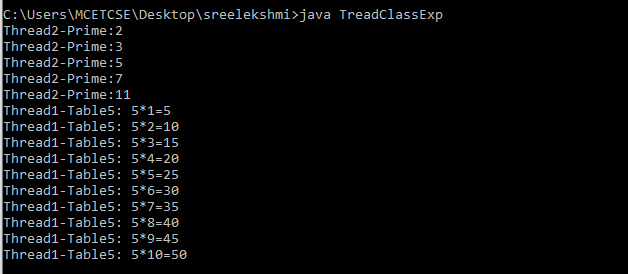 C:\Users\MCETCSE\Desktop\sreelekshmi>java TreadClassExp
Thread2-Prime:2
Thread2-Prime:3
Thread2-Prime:5
Thread2-Prime:7
Thread2-Prime:11
Thread1-Table5: 5*1=5
Thread1-Table5: 5*2=10
Thread1-Table5: 5*3=15
Thread1-Table5: 5*4=20
Thread1-Table5: 5*5=25
Thread1-Table5: 5*6=30
Thread1-Table5: 5*7=35
Thread1-Table5: 5*8=40
Thread1-Table5: 5*9=45
Thread1-Table5: 5*10=50